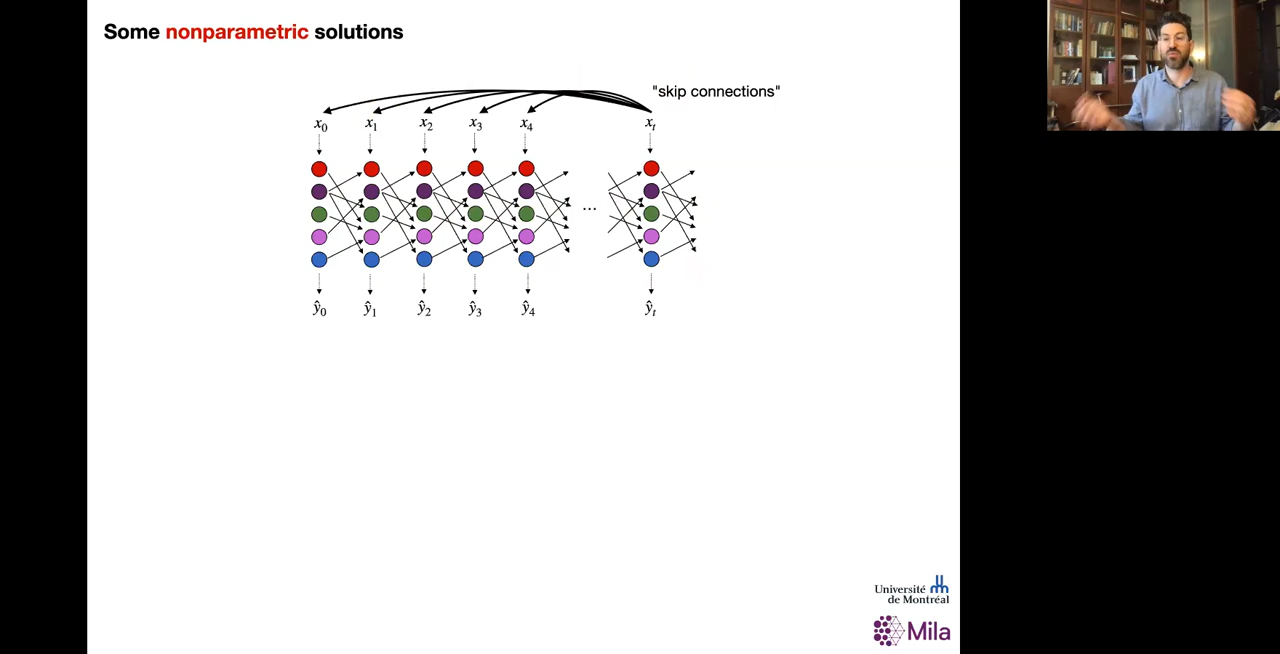 Some nonparametric solutions
"skip connections"
x₀ x₁ x₂ x₃ x₄ xₜ
...
ŷ₀ ŷ₁ ŷ₂ ŷ₃ ŷ₄ ŷₜ
Université
de Montréal
Mila